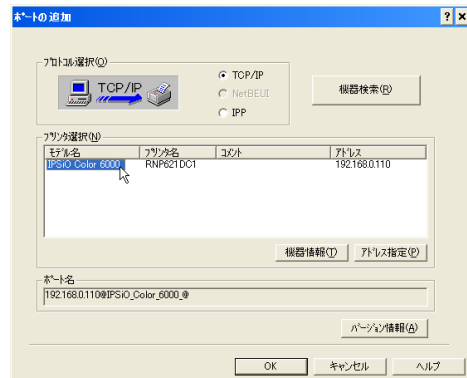 ポートの追加
プロトコル選択(O)
TCP/IP
TCP/IP
NetBEUI
IPP
機器検索(R)
プリンタ選択(N)
モデル名 プリンタ名 コメント アドレス
IPSiO Color 6000 RNP621DC1 192.168.0.110
機器情報(T) アドレス指定(P)
ポート名
192.168.0.110@IPSiO_Color_6000_@
バージョン情報(A)
OK キャンセル ヘルプ